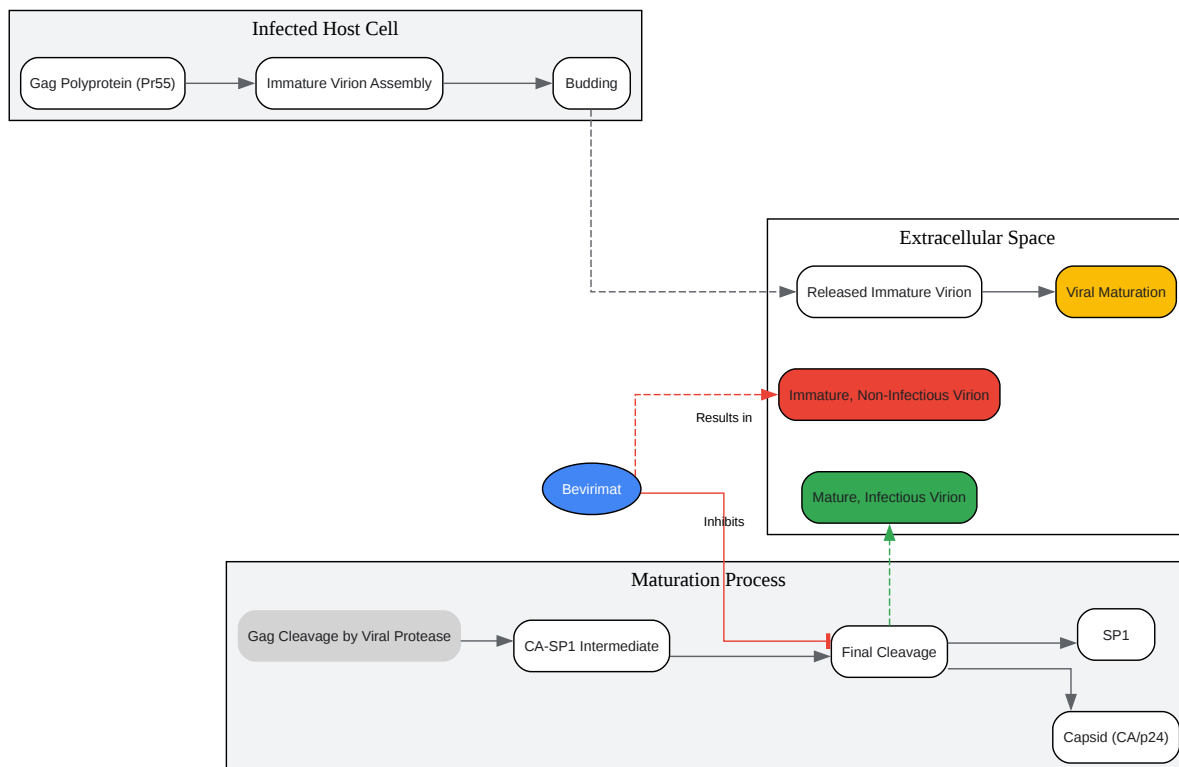 Infected Host Cell
Gag Polyprotein (Pr55)
Immature Virion Assembly
Budding
Extracellular Space
Released Immature Virion
Viral Maturation
Immature, Non-Infectious Virion
Results in
Bevirimat
Mature, Infectious Virion
Inhibits
Maturation Process
Gag Cleavage by Viral Protease
CA-SP1 Intermediate
Final Cleavage
SP1
Capsid (CA/p24)